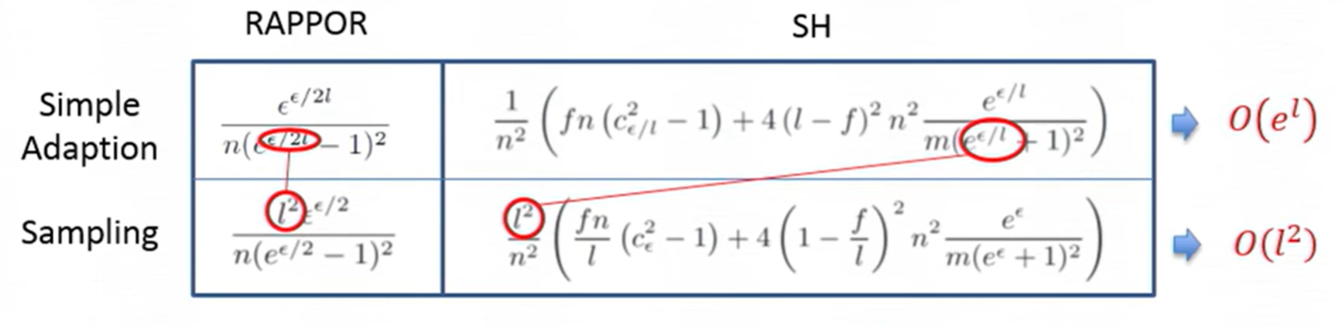 RAPPOR SH
Simple
Adaption
ϵ^{ϵ/2l} / n(e^{ϵ/2l} − 1)^2
1/n^2 ( fn (c^2_{ϵ/l} − 1) + 4 (l − f)^2 n^2 e^{ϵ/l} / m(e^{ϵ/l} + 1)^2 )
O(e^l)
Sampling
l^2 e^{ϵ/2} / n(e^{ϵ/2} − 1)^2
l^2/n^2 ( fn/l (c^2_ϵ − 1) + 4 (1 − f/l)^2 n^2 e^ϵ / m(e^ϵ + 1)^2 )
O(l^2)